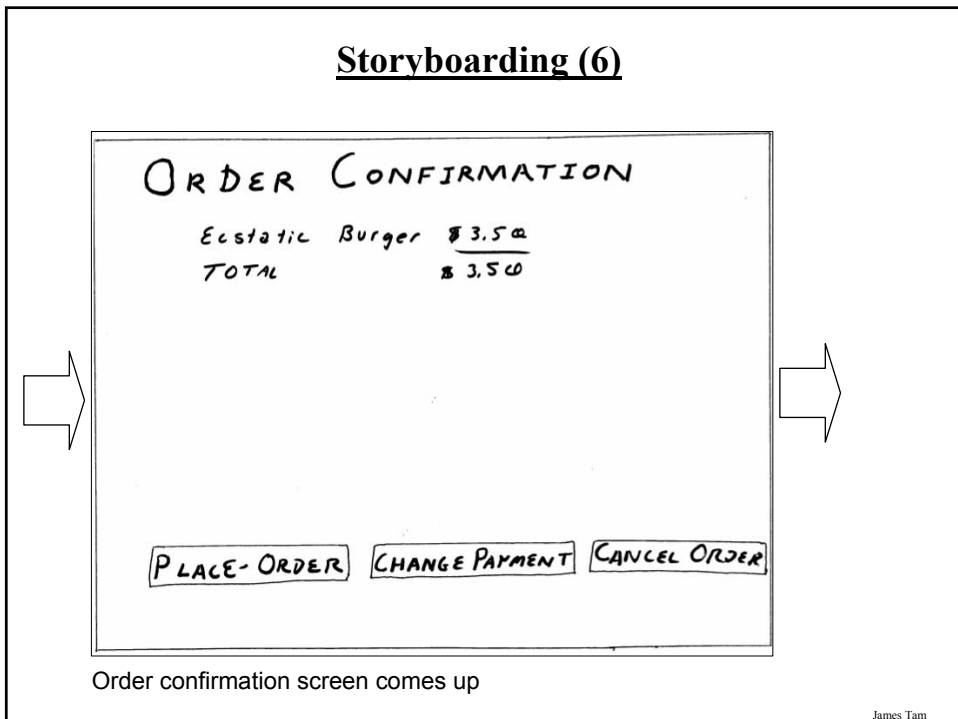 Storyboarding (6)
ORDER CONFIRMATION
Ecstatic Burger $ 3.50
TOTAL $ 3.50
PLACE-ORDER CHANGE PAYMENT CANCEL ORDER
Order confirmation screen comes up
James Tam